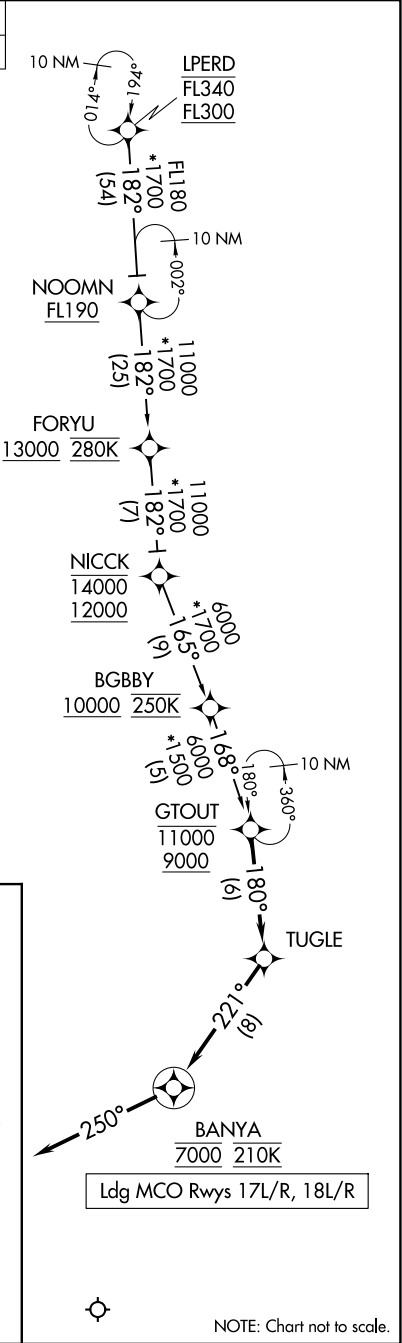 10 NM
014°
194°
LPERD
FL340
FL300
FL180
*1700
182°
(54)
10 NM
002°
NOOMN
FL190
11000
*1700
182°
(25)
FORYU
13000 280K
11000
*1700
182°
(7)
NICCK
14000
12000
6000
*1700
165°
(9)
BGBBY
10000 250K
6000
*1500
168°
(5)
10 NM
180°
360°
GTOUT
11000
9000
180°
(6)
TUGLE
221°
(8)
250°
BANYA
7000 210K
Ldg MCO Rwys 17L/R, 18L/R
NOTE: Chart not to scale.